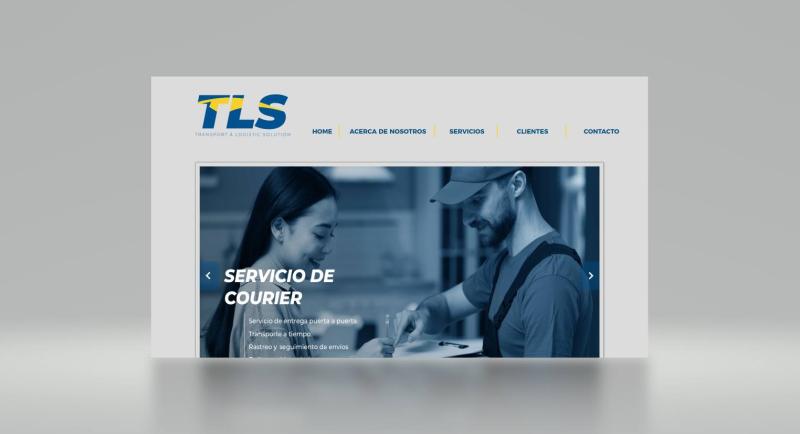 TLS
TRANSPORT & LOGISTIC SOLUTION
HOME
ACERCA DE NOSOTROS
SERVICIOS
CLIENTES
CONTACTO
SERVICIO DE
COURIER
Servicio de entrega puerta a puerta
Transporte a tiempo
Rastreo y seguimiento de envíos